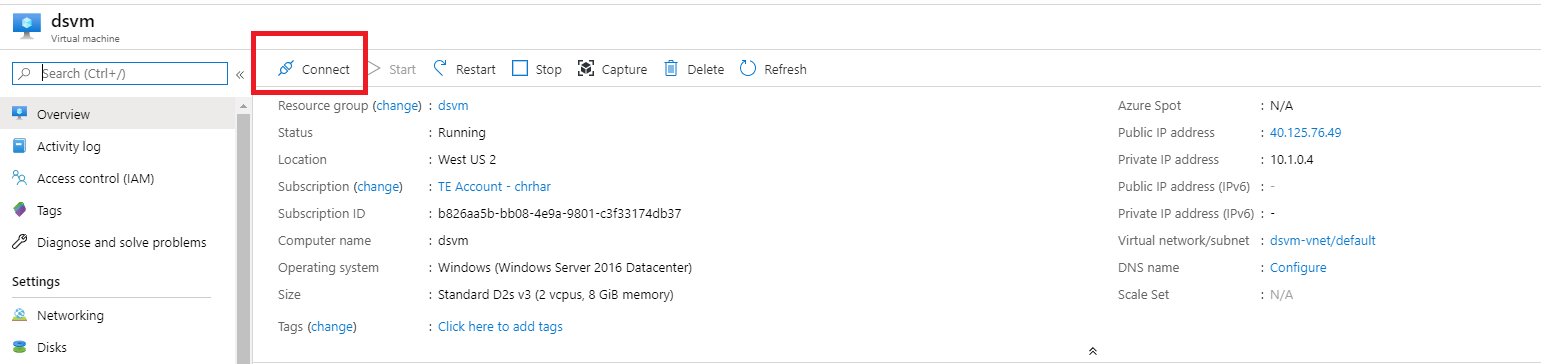 dsvm
Virtual machine
Search (Ctrl+/)
«
Connect Start Restart Stop Capture Delete Refresh
Overview
Activity log
Access control (IAM)
Tags
Diagnose and solve problems
Settings
Networking
Disks
Resource group (change) : dsvm
Status : Running
Location : West US 2
Subscription (change) : TE Account - chrhar
Subscription ID : b826aa5b-bb08-4e9a-9801-c3f33174db37
Computer name : dsvm
Operating system : Windows (Windows Server 2016 Datacenter)
Size : Standard D2s v3 (2 vcpus, 8 GiB memory)
Tags (change) : Click here to add tags
Azure Spot : N/A
Public IP address : 40.125.76.49
Private IP address : 10.1.0.4
Public IP address (IPv6) : -
Private IP address (IPv6) : -
Virtual network/subnet : dsvm-vnet/default
DNS name : Configure
Scale Set : N/A